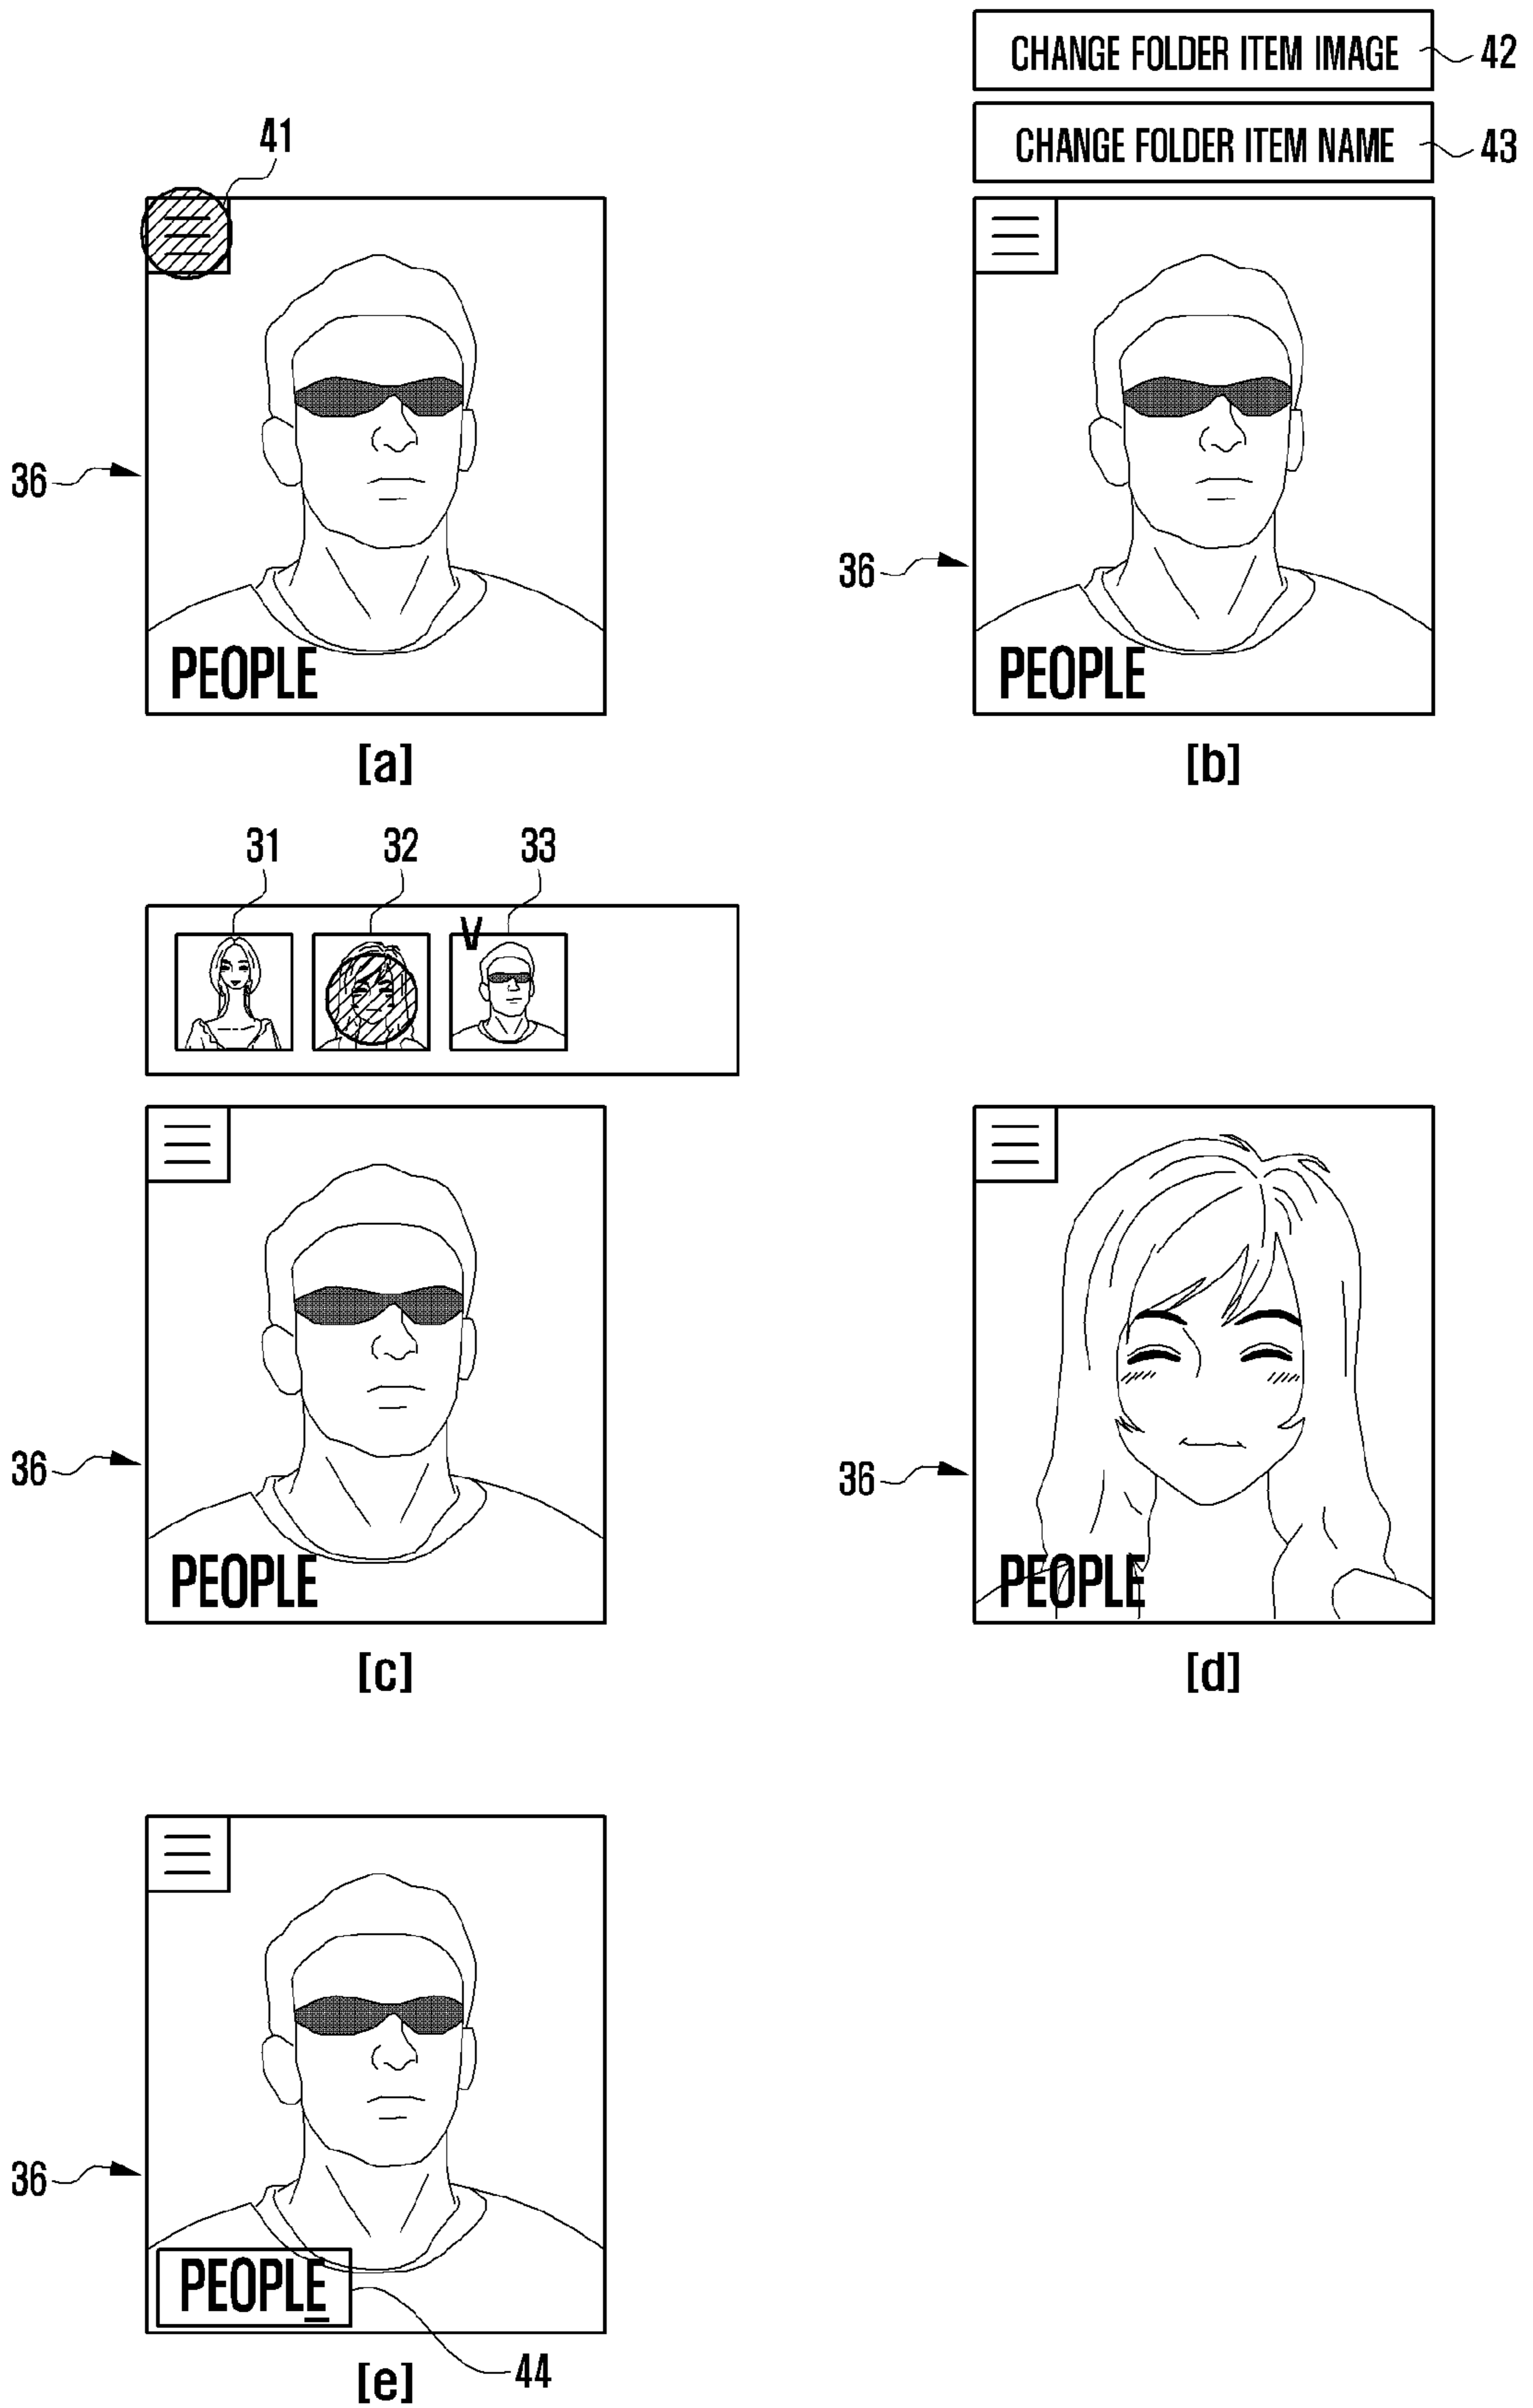 CHANGE FOLDER ITEM IMAGE 42
CHANGE FOLDER ITEM NAME 43
41
36
PEOPLE
[a]
36
PEOPLE
[b]
31 32 33
V
36
PEOPLE
[c]
36
PEOPLE
[d]
36
PEOPLE
44
[e]